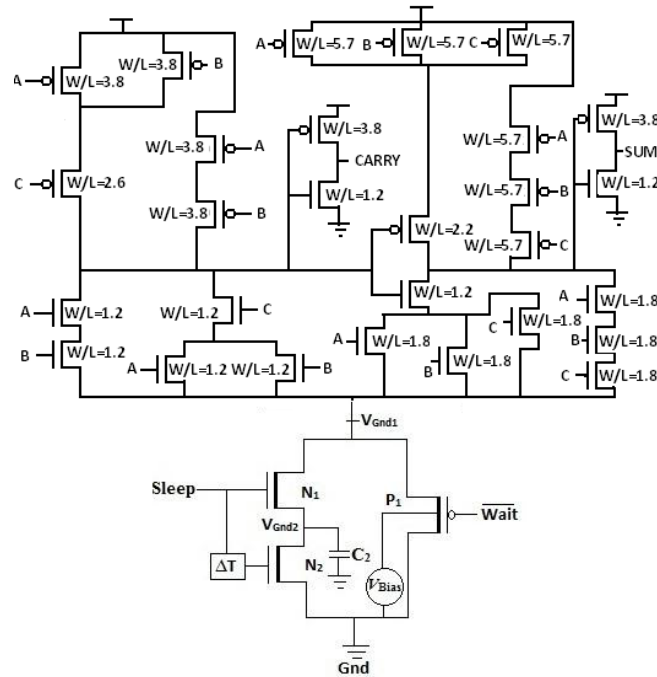 A W/L=5.7 B W/L=5.7 C W/L=5.7
W/L=3.8 B
A W/L=3.8
W/L=3.8 W/L=3.8
W/L=3.8 A W/L=5.7 A
CARRY SUM
C W/L=2.6 W/L=1.2 W/L=1.2
W/L=3.8 B W/L=5.7 B
W/L=2.2
W/L=5.7 C
A W/L=1.2 W/L=1.2 C W/L=1.2 A W/L=1.8
B W/L=1.2 A W/L=1.8 C W/L=1.8 B W/L=1.8
A W/L=1.2 W/L=1.2 B B W/L=1.8 C W/L=1.8
VGnd1
Sleep N1 P1 Wait
VGnd2
ΔT N2 C2 VBias
Gnd